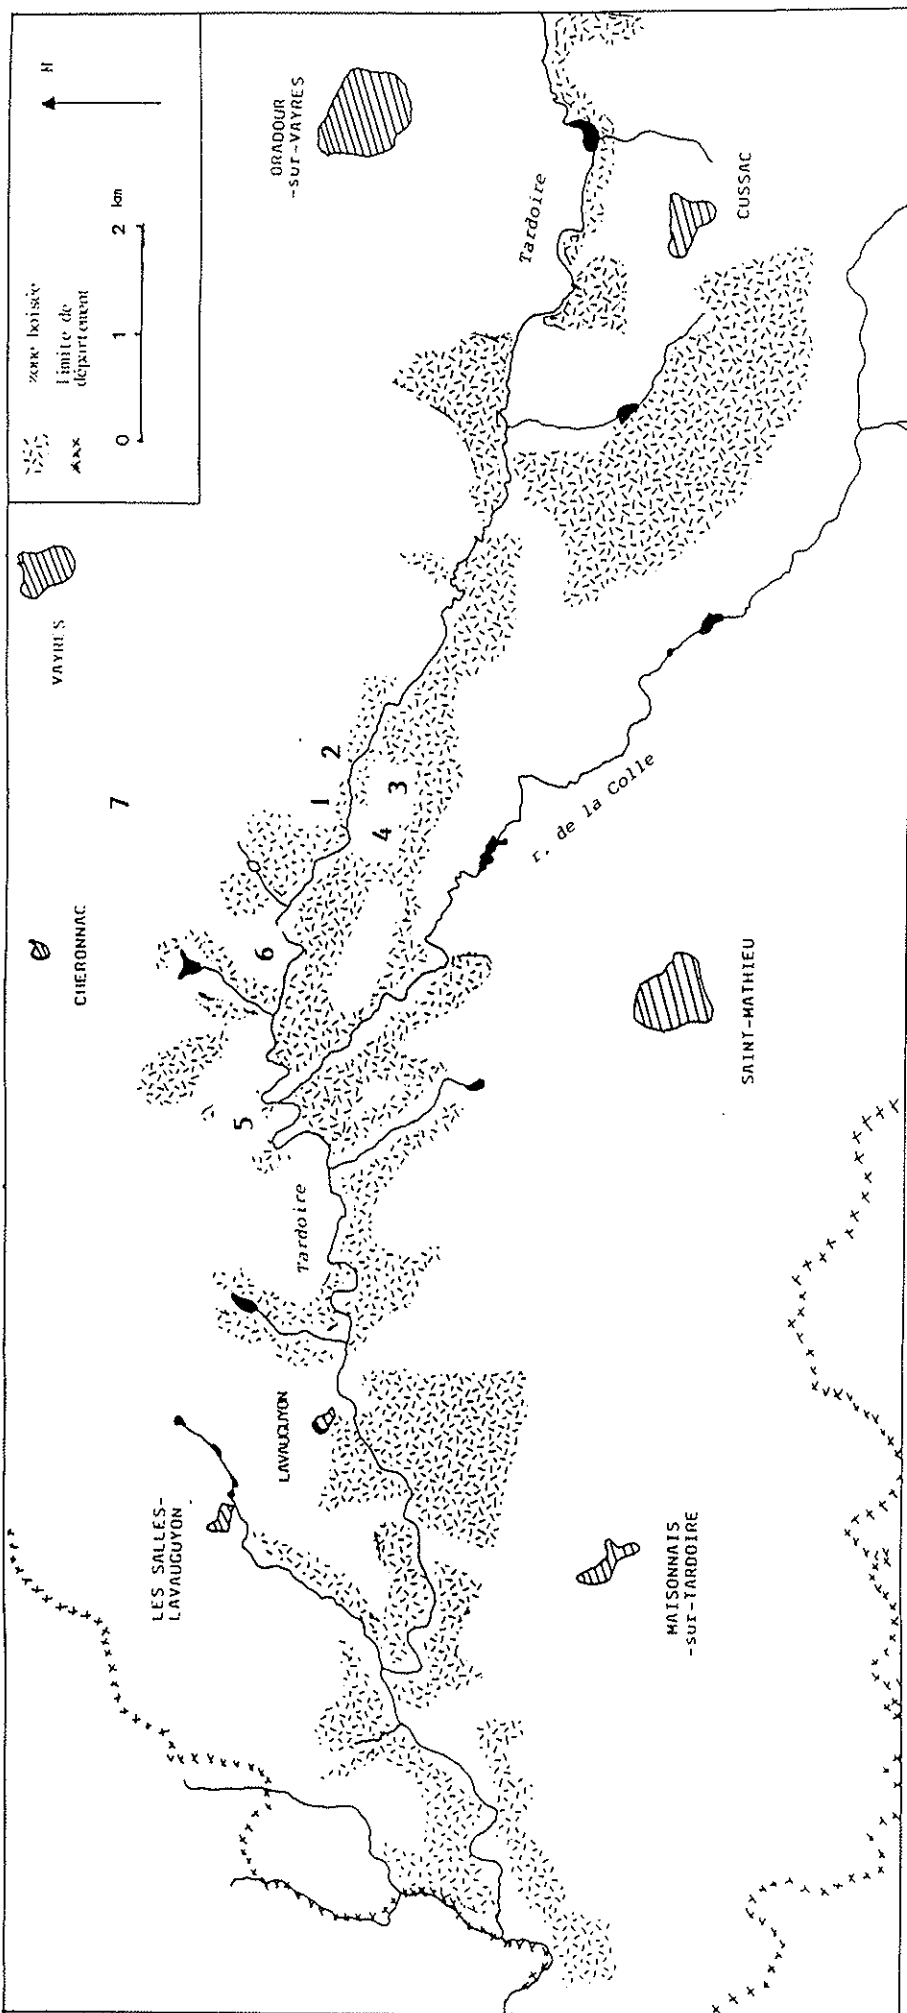 N
zone boisée
Limite de
département
0 1 2 km
ORADOUR
-sur-VAYRES
Tardoire
CUSSAC
VAYRES
7
1
2
3
4
r. de la Colle
CHERONNAC
6
5
SAINT-MATHIEU
Tardoire
LAVAUGUYON
LES SALLES-
LAVAUGUYON
MAISONNAIS
-sur-TARDOIRE